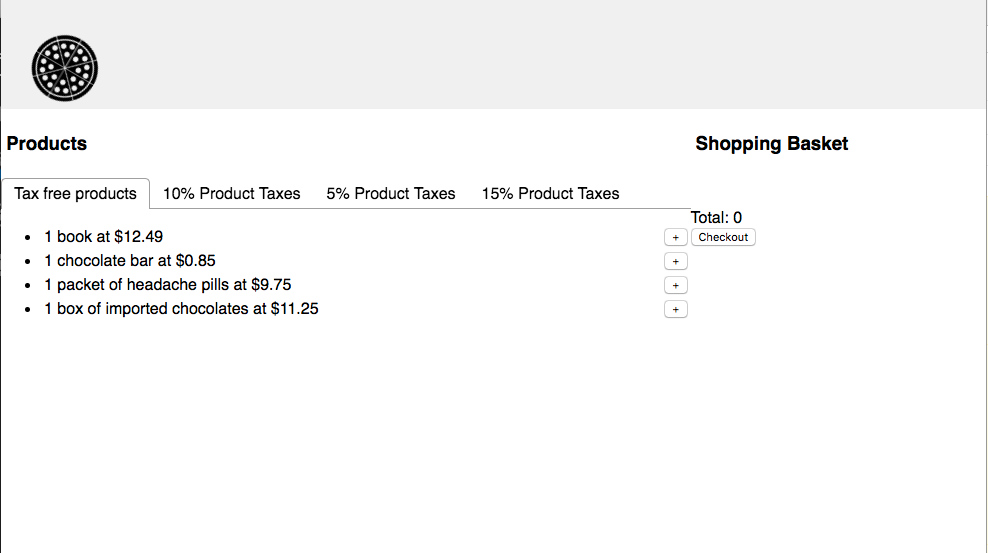 Products
Shopping Basket
Tax free products
10% Product Taxes
5% Product Taxes
15% Product Taxes
1 book at $12.49
+
1 chocolate bar at $0.85
+
1 packet of headache pills at $9.75
+
1 box of imported chocolates at $11.25
+
Total: 0
Checkout